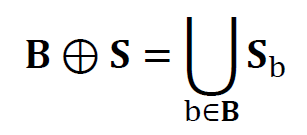 B ⊕ S = ⋃ S_b
b∈B